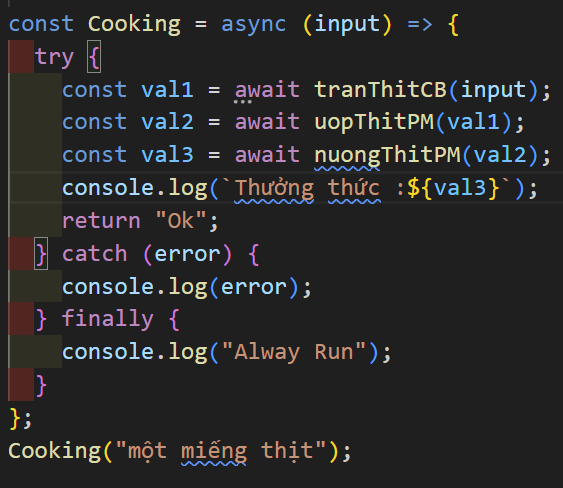 const Cooking = async (input) => {
try {
const val1 = await tranThitCB(input);
const val2 = await uopThitPM(val1);
const val3 = await nuongThitPM(val2);
console.log(`Thưởng thức :${val3}`);
return "Ok";
} catch (error) {
console.log(error);
} finally {
console.log("Alway Run");
}
};
Cooking("một miếng thịt");